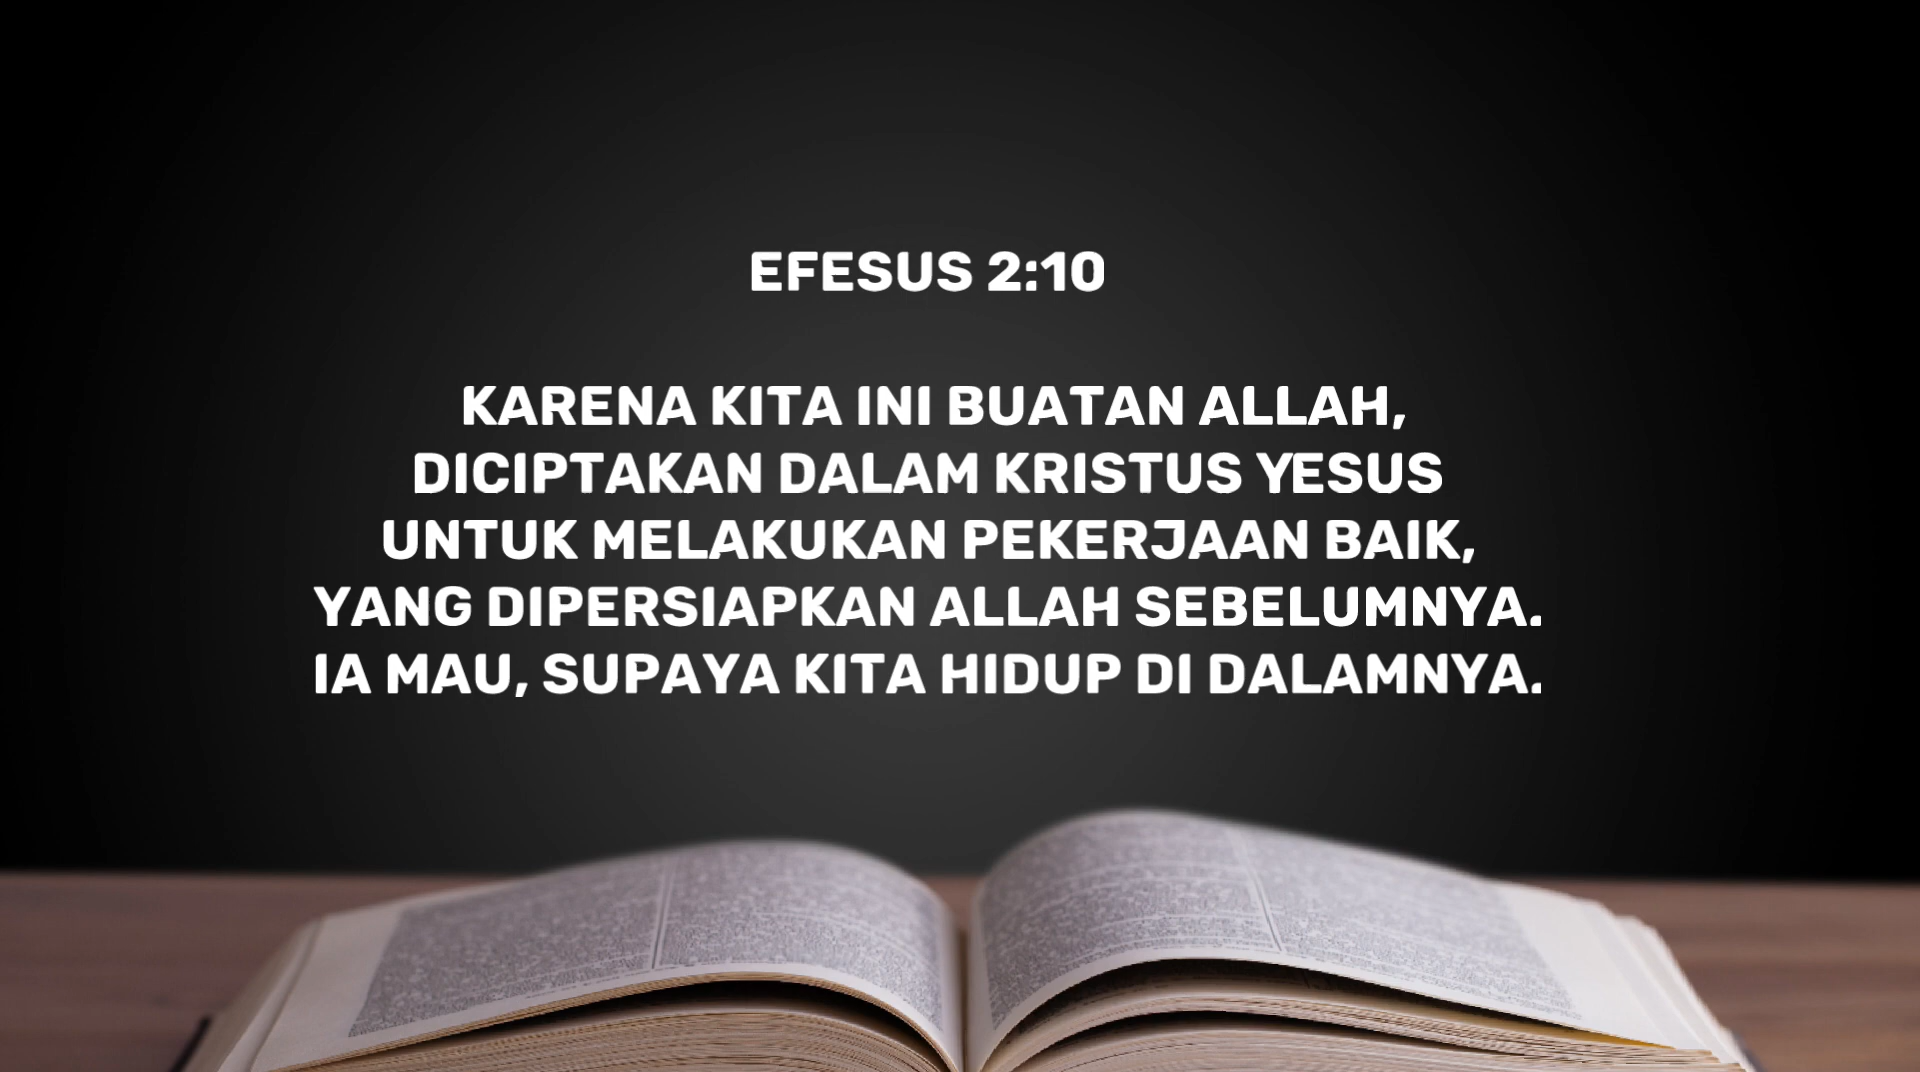 EFESUS 2:10
KARENA KITA INI BUATAN ALLAH,
DICIPTAKAN DALAM KRISTUS YESUS
UNTUK MELAKUKAN PEKERJAAN BAIK,
YANG DIPERSIAPKAN ALLAH SEBELUMNYA.
IA MAU, SUPAYA KITA HIDUP DI DALAMNYA.